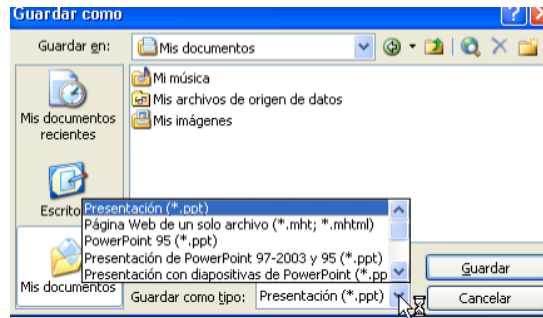 Guardar como
Guardar en: Mis documentos
Mi música
Mis archivos de origen de datos
Mis imágenes
Mis documentos
recientes
Presentación (*.ppt)
Página Web de un solo archivo (*.mht; *.mhtml)
PowerPoint 95 (*.ppt)
Presentación de PowerPoint 97-2003 y 95 (*.ppt)
Presentación con diapositivas de PowerPoint (*.pp
Escrito
Mis documentos
Guardar como tipo: Presentación (*.ppt)
Guardar
Cancelar